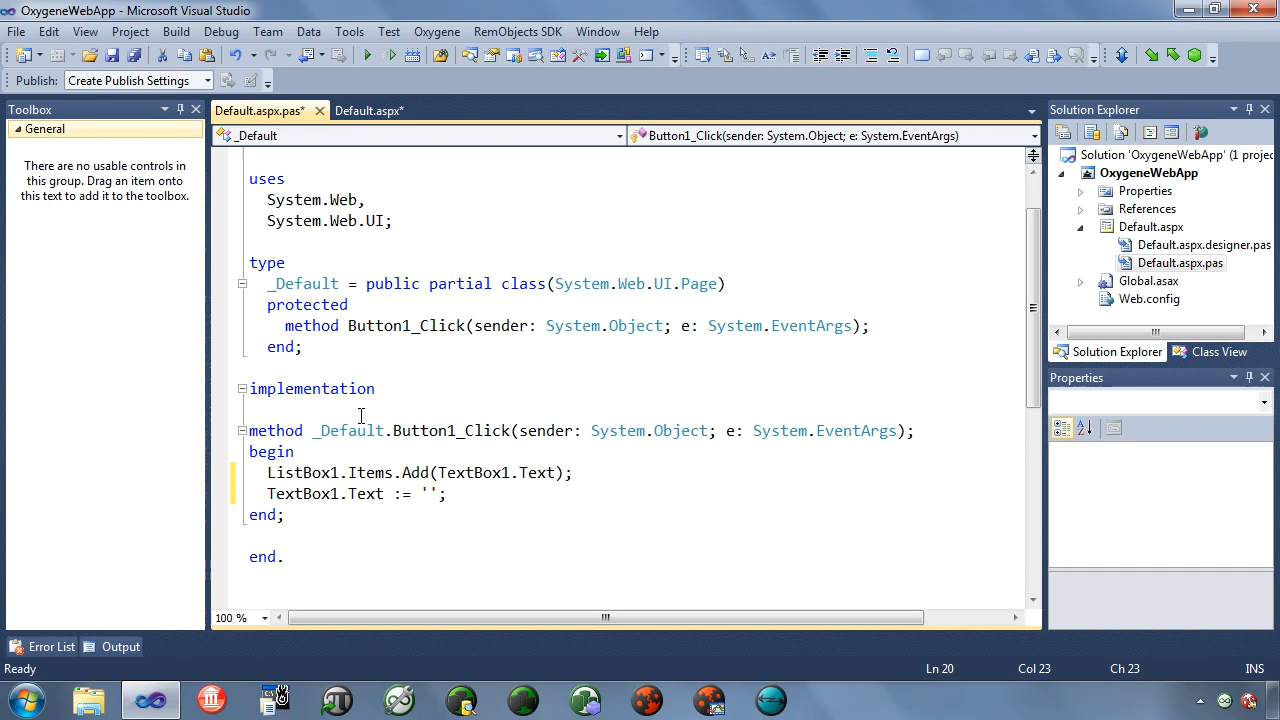 OxygeneWebApp - Microsoft Visual Studio
File Edit View Project Build Debug Team Data Tools Test Oxygene RemObjects SDK Window Help
Publish: Create Publish Settings
Toolbox
General
There are no usable controls in
this group. Drag an item onto
this text to add it to the toolbox.
Default.aspx.pas* Default.aspx*
_Default Button1_Click(sender: System.Object; e: System.EventArgs)
uses
System.Web,
System.Web.UI;
type
_Default = public partial class(System.Web.UI.Page)
protected
method Button1_Click(sender: System.Object; e: System.EventArgs);
end;
implementation
method _Default.Button1_Click(sender: System.Object; e: System.EventArgs);
begin
ListBox1.Items.Add(TextBox1.Text);
TextBox1.Text := '';
end;
end.
100 %
Solution Explorer
Solution 'OxygeneWebApp' (1 projec
OxygeneWebApp
Properties
References
Default.aspx
Default.aspx.designer.pas
Default.aspx.pas
Global.asax
Web.config
Solution Explorer Class View
Properties
Error List Output
Ready Ln 20 Col 23 Ch 23 INS